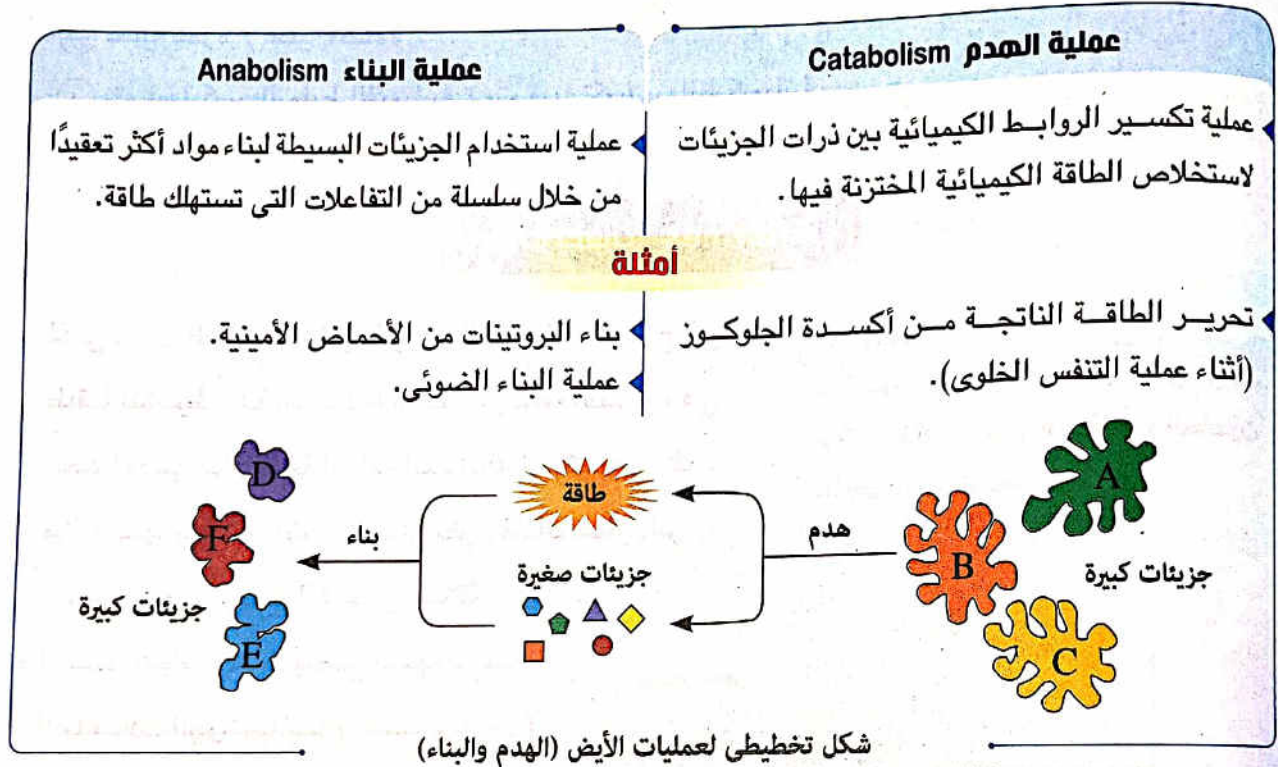 عملية الهدم Catabolism
عملية تكسير الروابط الكيميائية بين ذرات الجزيئات
لاستخلاص الطاقة الكيميائية المختزنة فيها.
عملية البناء Anabolism
عملية استخدام الجزيئات البسيطة لبناء مواد أكثر تعقيدًا
من خلال سلسلة من التفاعلات التى تستهلك طاقة.
أمثلة
تحرير الطاقة الناتجة من أكسدة الجلوكوز
(أثناء عملية التنفس الخلوى).
بناء البروتينات من الأحماض الأمينية.
عملية البناء الضوئى.
A
B
C
جزيئات كبيرة
هدم
طاقة
جزيئات صغيرة
بناء
D
F
E
جزيئات كبيرة
شكل تخطيطى لعمليات الأيض (الهدم والبناء)